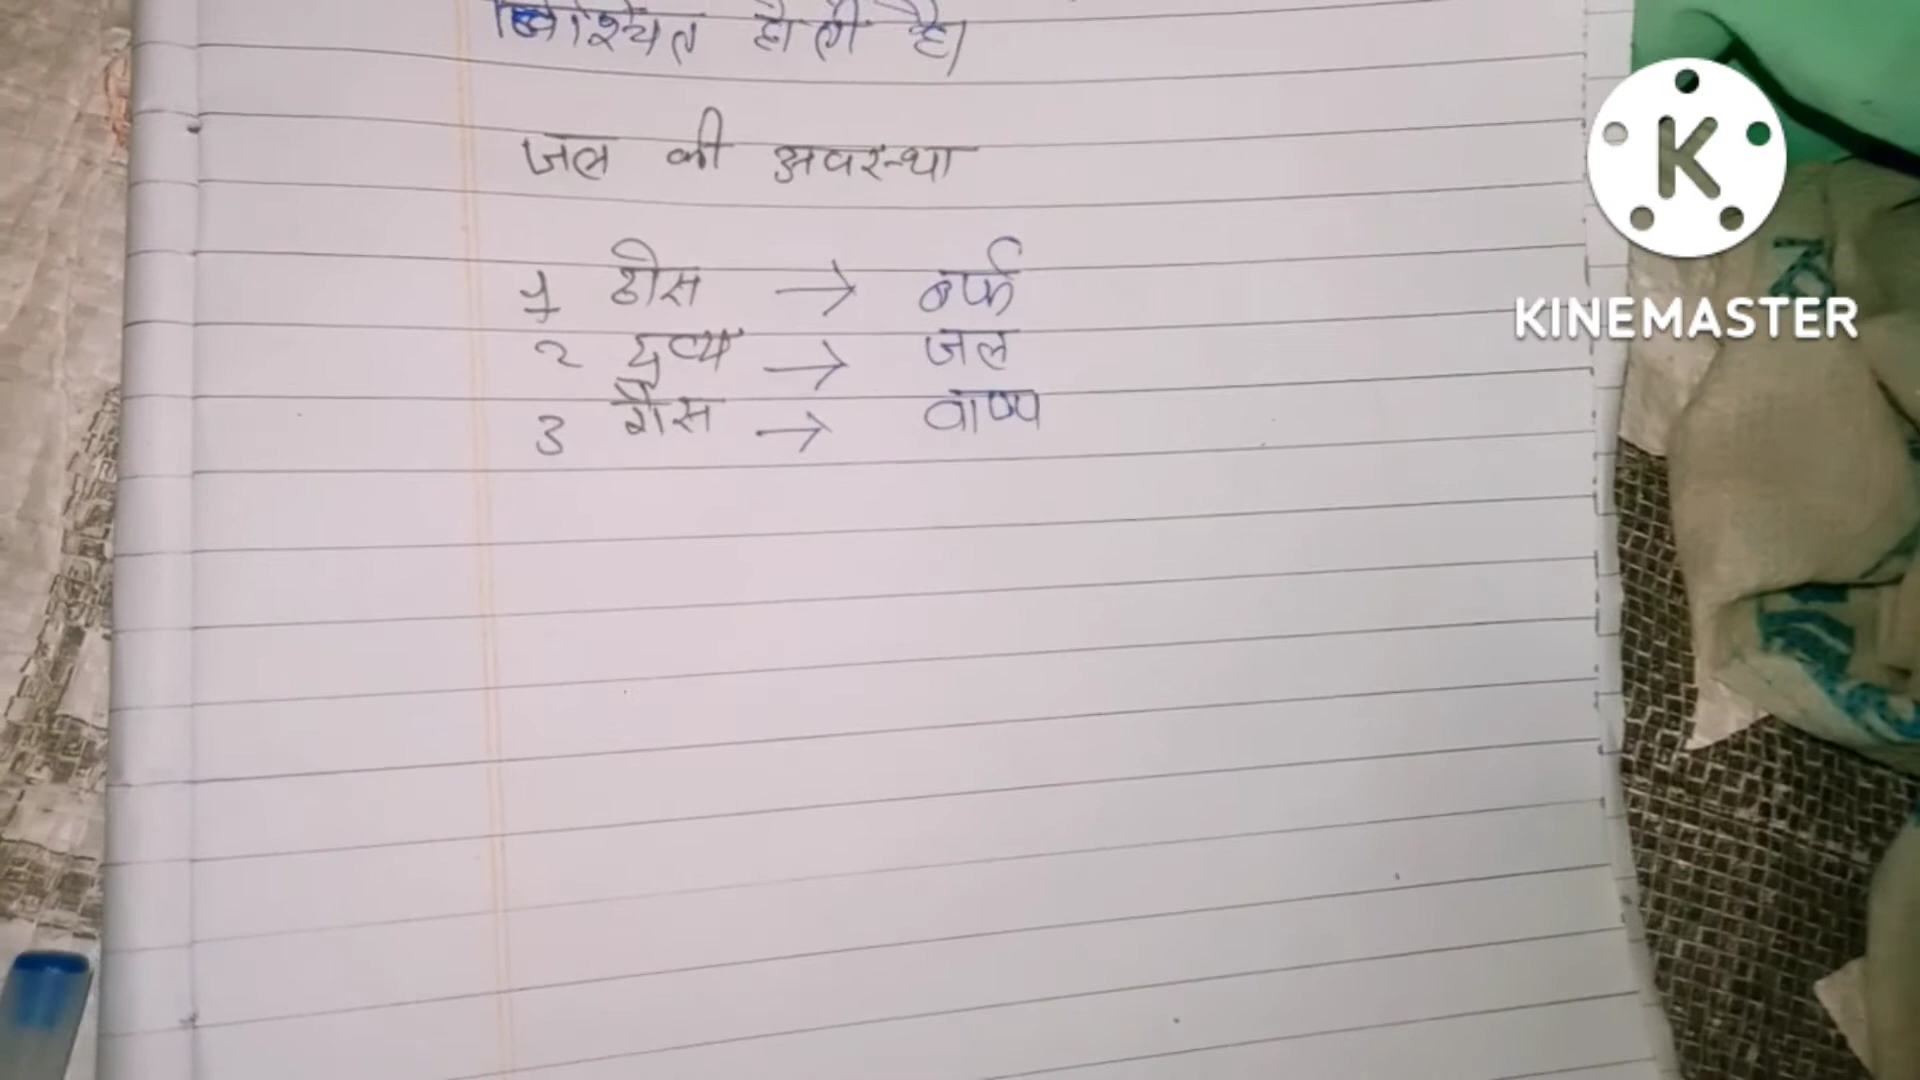 होती है।
जल की अवस्था
1 ठोस → बर्फ
2 द्रव्य → जल
3 गैस → वाष्प
K
KINEMASTER